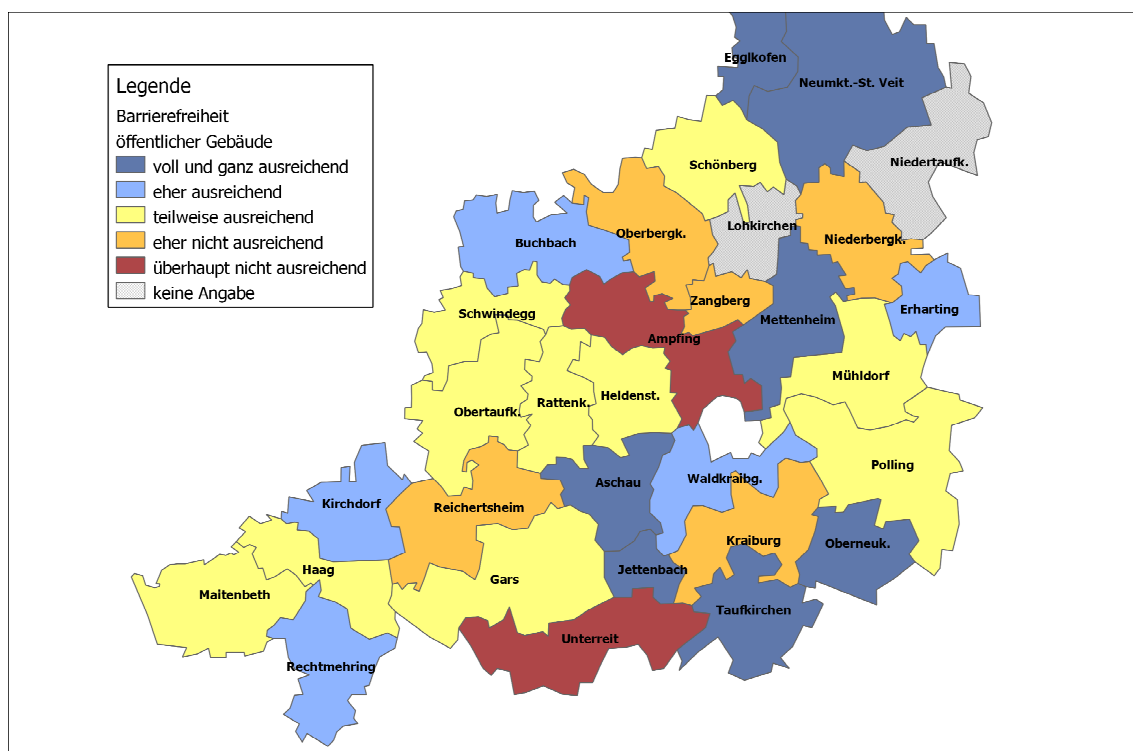 Legende
Barrierefreiheit
öffentlicher Gebäude
voll und ganz ausreichend
eher ausreichend
teilweise ausreichend
eher nicht ausreichend
überhaupt nicht ausreichend
keine Angabe
Egglkofen
Neumkt.-St. Veit
Schönberg
Niedertaufk.
Lohkirchen
Oberbergk.
Niederbergk.
Buchbach
Zangberg
Erharting
Schwindegg
Mettenheim
Ampfing
Mühldorf
Heldenst.
Rattenk.
Obertaufk.
Polling
Waldkraibg.
Aschau
Kirchdorf
Reichertsheim
Kraiburg
Oberneuk.
Haag
Jettenbach
Gars
Maitenbeth
Taufkirchen
Unterreit
Rechtmehring